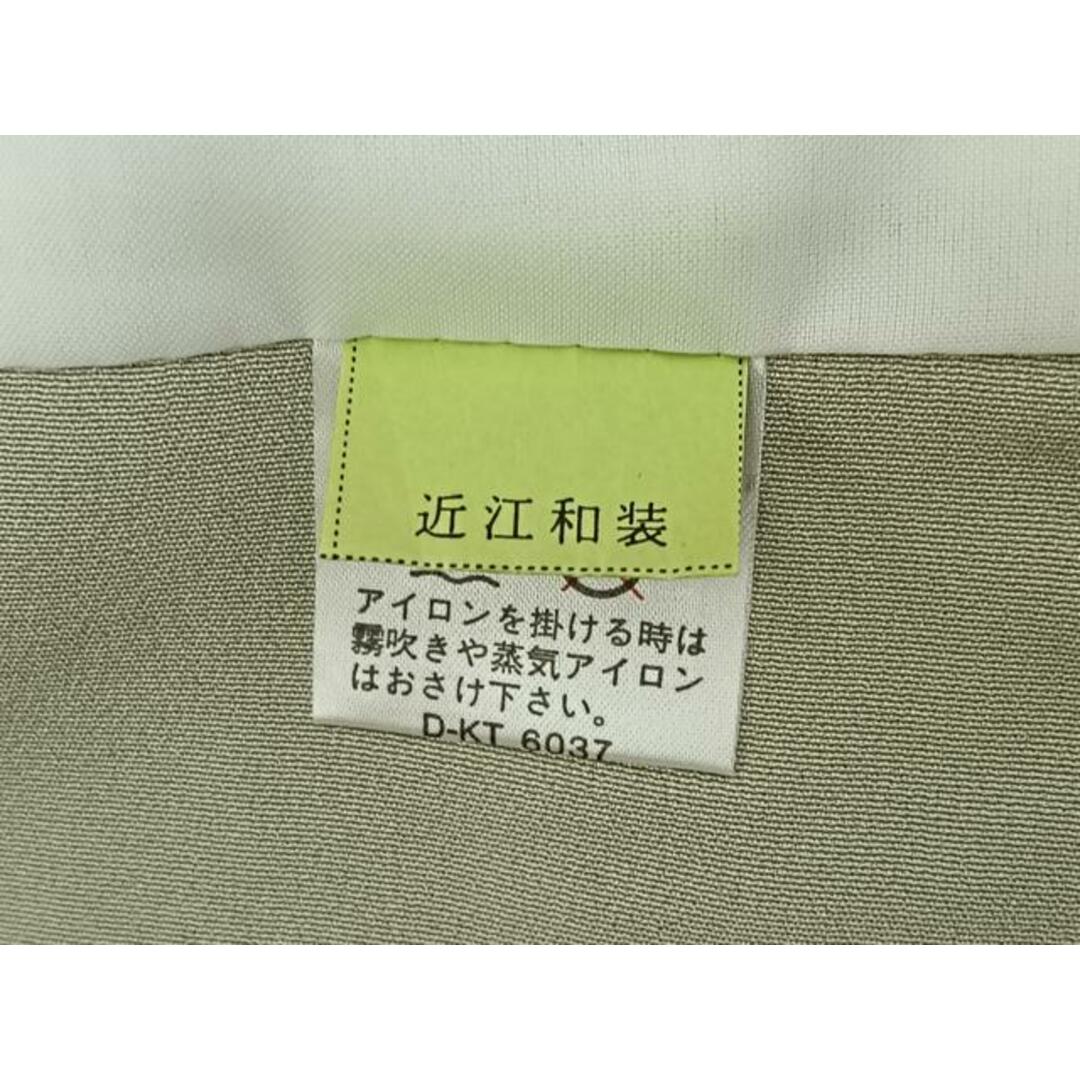 近江和装
アイロンを掛ける時は
霧吹きや蒸気アイロン
はおさけ下さい。
D-KT 6037